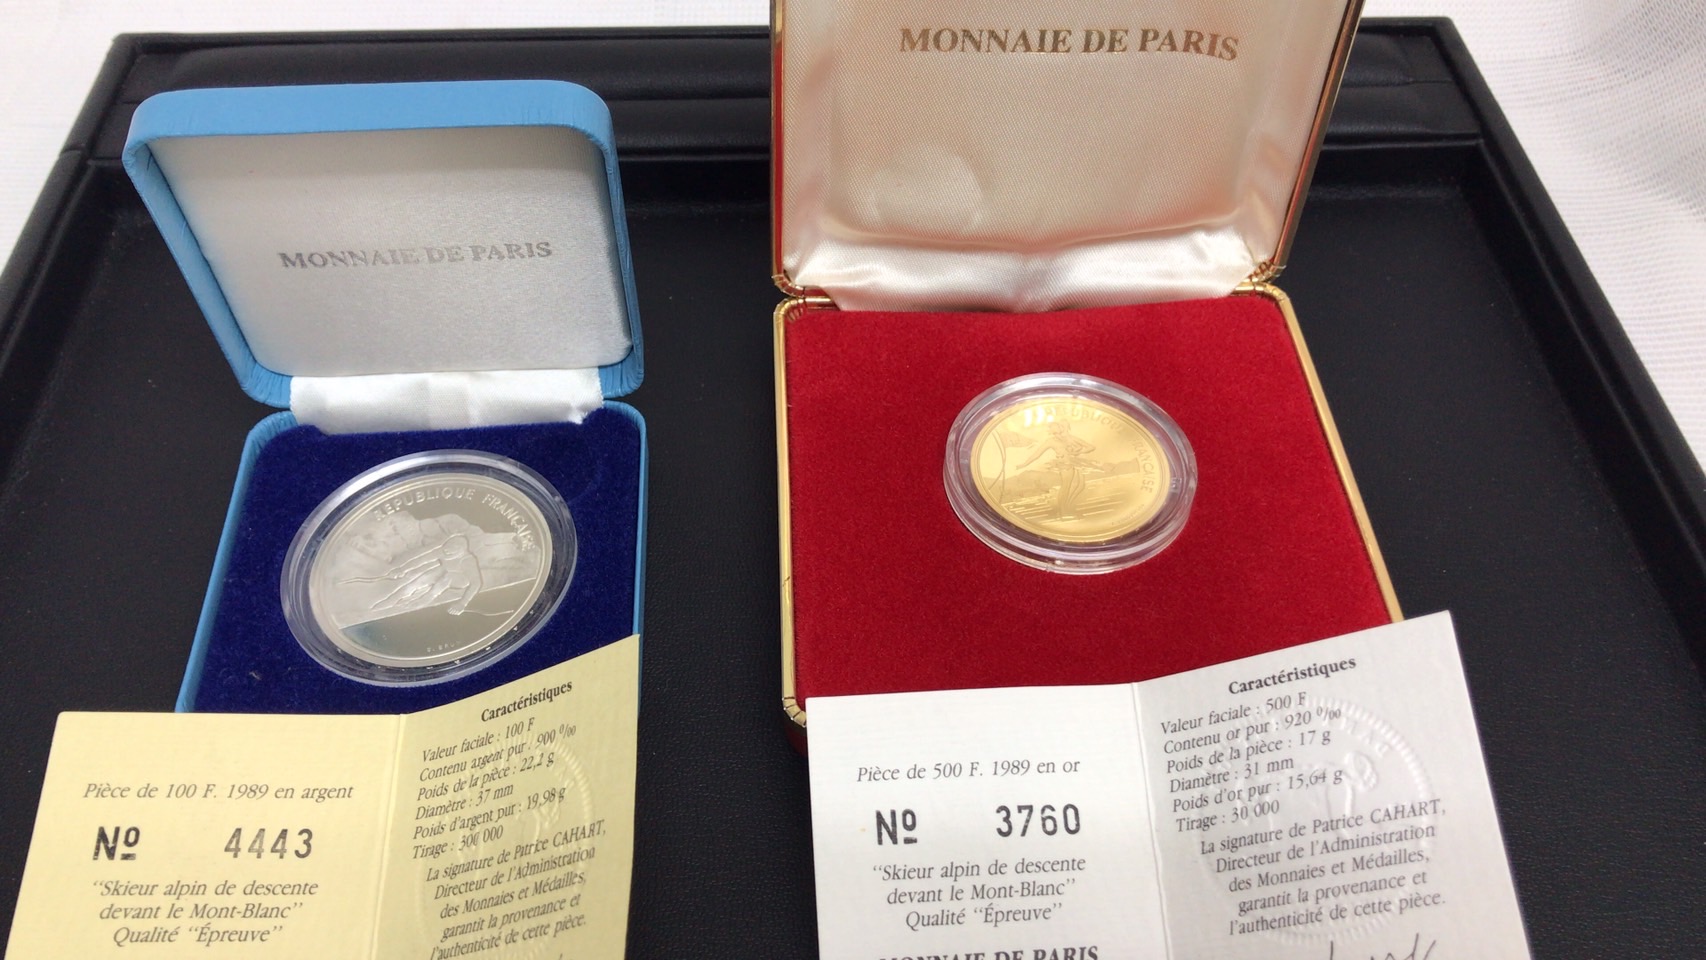 MONNAIE DE PARIS
MONNAIE DE PARIS
RÉPUBLIQUE FRANÇAISE
RÉPUBLIQUE FRANÇAISE
Pièce de 100 F. 1989 en argent
Nº 4443
“Skieur alpin de descente
devant le Mont-Blanc”
Qualité “Épreuve”
Caractéristiques
Valeur faciale : 100 F
Contenu argent pur : 900 ‰
Poids de la pièce : 22,2 g
Diamètre : 37 mm
Poids d'argent pur : 19,98 g
Tirage : 300 000
La signature de Patrice CAHART,
Directeur de l'Administration
des Monnaies et Médailles,
garantit la provenance et
l'authenticité de cette pièce.
Pièce de 500 F. 1989 en or
Nº 3760
“Skieur alpin de descente
devant le Mont-Blanc”
Qualité “Épreuve”
MONNAIE DE PARIS
Caractéristiques
Valeur faciale : 500 F
Contenu or pur : 920 ‰
Poids de la pièce : 17 g
Diamètre : 31 mm
Poids d'or pur : 15,64 g
Tirage : 30 000
La signature de Patrice CAHART,
Directeur de l'Administration
des Monnaies et Médailles,
garantit la provenance et
l'authenticité de cette pièce.